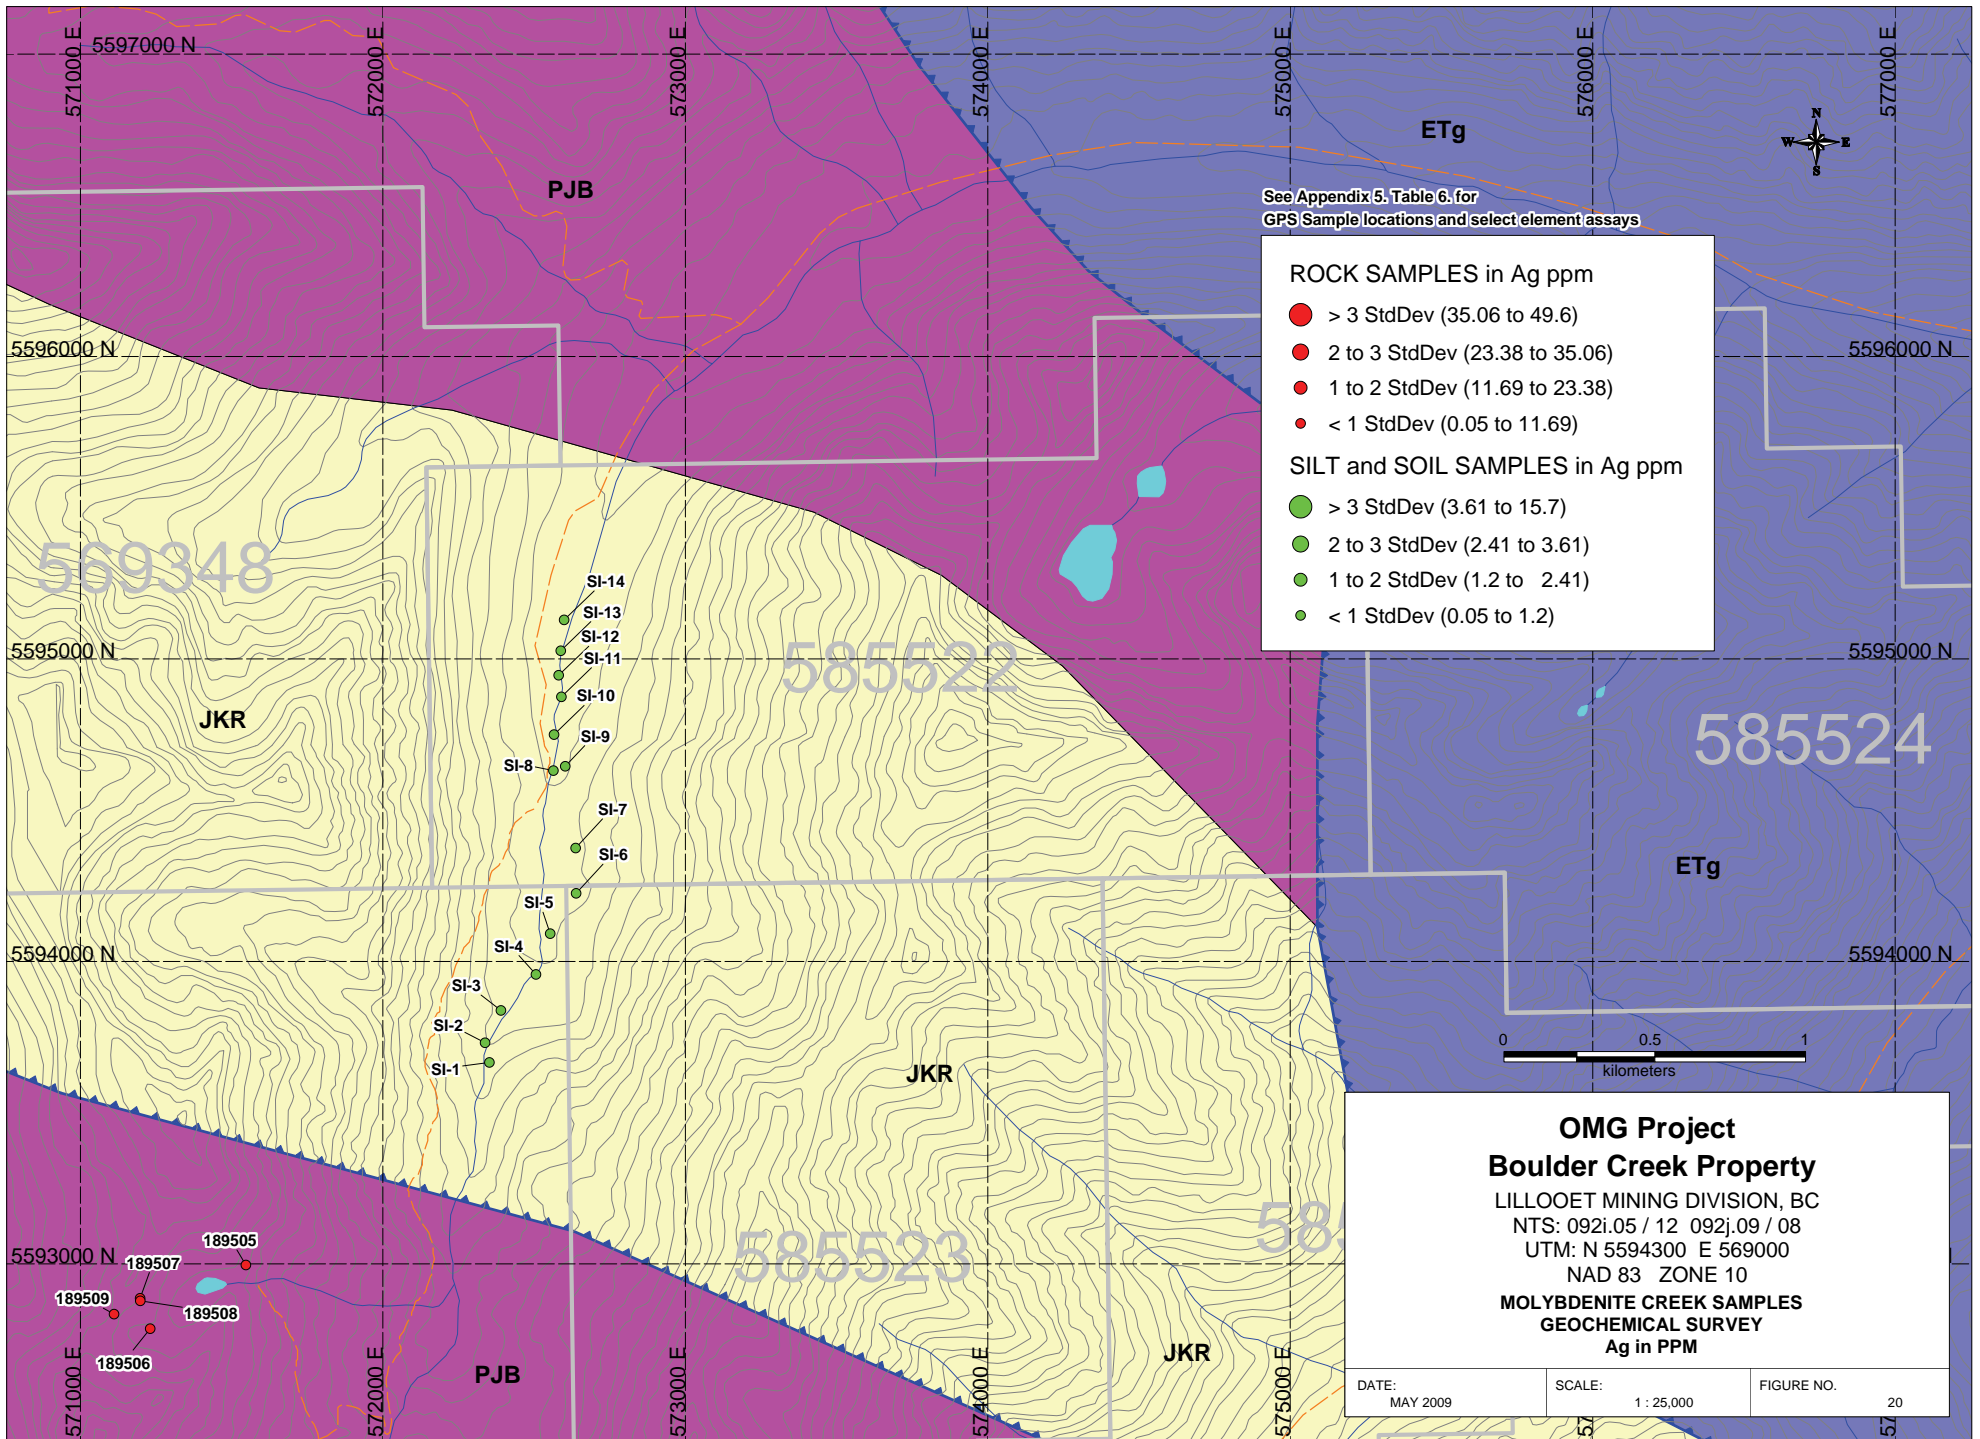 571000 E
572000 E
573000 E
574000 E
575000 E
576000 E
577000 E
5597000 N
ETg
N
W E
S
PJB
See Appendix 5. Table 6. for
GPS Sample locations and select element assays
ROCK SAMPLES in Ag ppm
> 3 StdDev (35.06 to 49.6)
2 to 3 StdDev (23.38 to 35.06)
1 to 2 StdDev (11.69 to 23.38)
< 1 StdDev (0.05 to 11.69)
SILT and SOIL SAMPLES in Ag ppm
> 3 StdDev (3.61 to 15.7)
2 to 3 StdDev (2.41 to 3.61)
1 to 2 StdDev (1.2 to 2.41)
< 1 StdDev (0.05 to 1.2)
5596000 N
5596000 N
569348
SI-14
SI-13
SI-12
SI-11
SI-10
SI-9
SI-8
SI-7
SI-6
SI-5
SI-4
SI-3
SI-2
SI-1
5595000 N
5595000 N
585522
JKR
585524
ETg
5594000 N
5594000 N
0 0.5 1
kilometers
JKR
585523
585
5593000 N
189505
189507
189509
189508
189506
PJB
JKR
571000 E
572000 E
573000 E
574000 E
575000 E
OMG Project
Boulder Creek Property
LILLOOET MINING DIVISION, BC
NTS: 092i.05 / 12 092j.09 / 08
UTM: N 5594300 E 569000
NAD 83 ZONE 10
MOLYBDENITE CREEK SAMPLES
GEOCHEMICAL SURVEY
Ag in PPM
DATE:
MAY 2009
SCALE:
1 : 25,000
FIGURE NO.
20